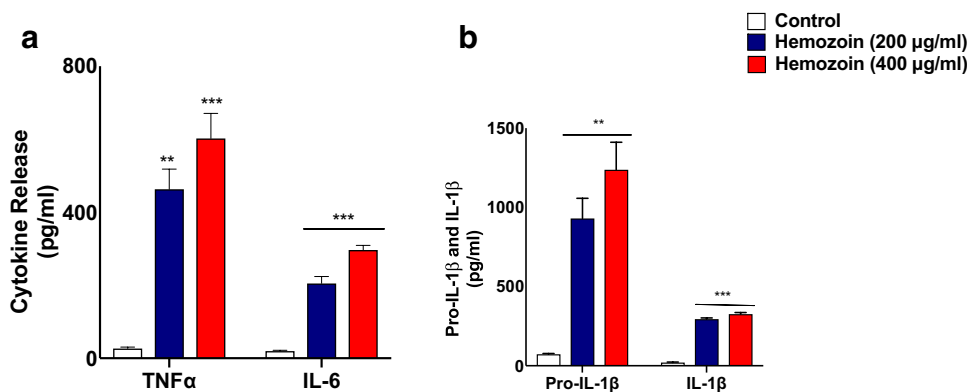 Control
Hemozoin (200 µg/ml)
Hemozoin (400 µg/ml)
a
800
400
0
Cytokine Release
(pg/ml)
**
***
***
TNFα
IL-6
b
1500
1000
500
0
Pro-IL-1β and IL-1β
(pg/ml)
**
***
Pro-IL-1β
IL-1β